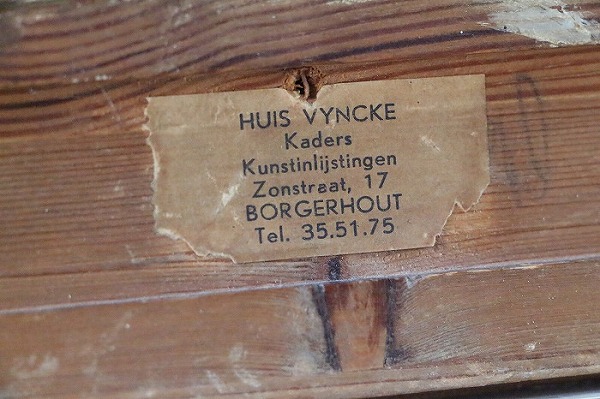 HUIS VYNCKE
Kaders
Kunstinlijstingen
Zonstraat, 17
BORGERHOUT
Tel. 35.51.75